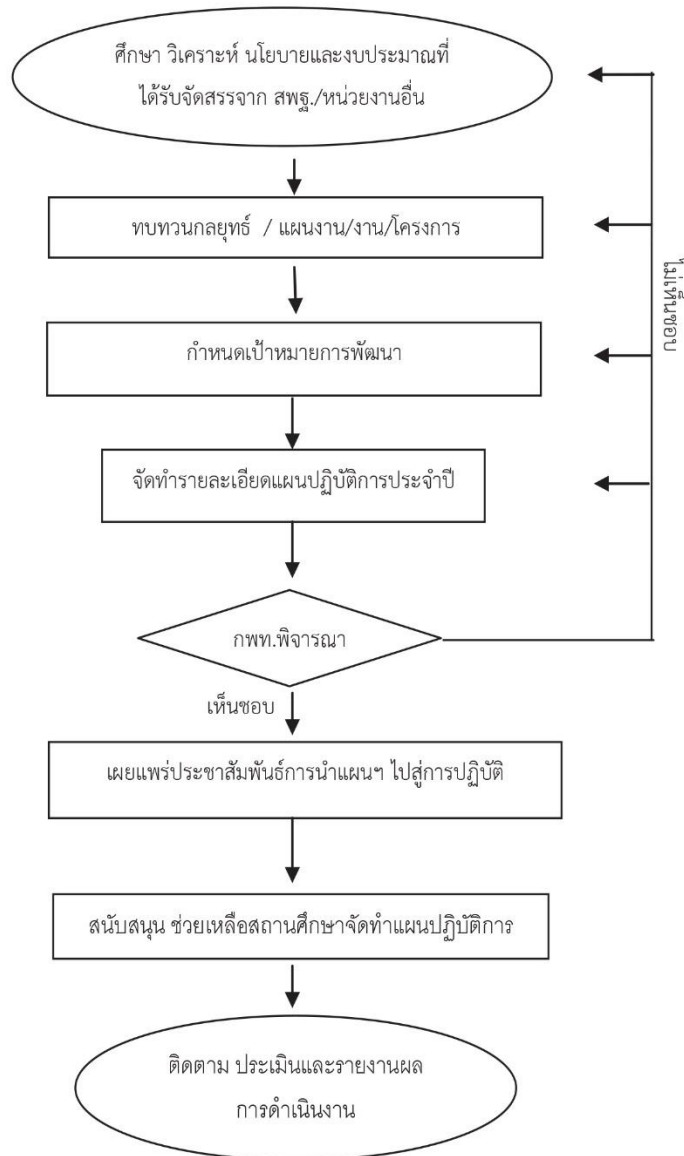 ศึกษา วิเคราะห์ นโยบายและงบประมาณที่
ได้รับจัดสรรจาก สพฐ./หน่วยงานอื่น
ทบทวนกลยุทธ์ / แผนงาน/งาน/โครงการ
กำหนดเป้าหมายการพัฒนา
จัดทำรายละเอียดแผนปฏิบัติการประจำปี
กพท.พิจารณา
ไม่เห็นชอบ
เห็นชอบ
เผยแพร่ประชาสัมพันธ์การนำแผนฯ ไปสู่การปฏิบัติ
สนับสนุน ช่วยเหลือสถานศึกษาจัดทำแผนปฏิบัติการ
ติดตาม ประเมินและรายงานผล
การดำเนินงาน